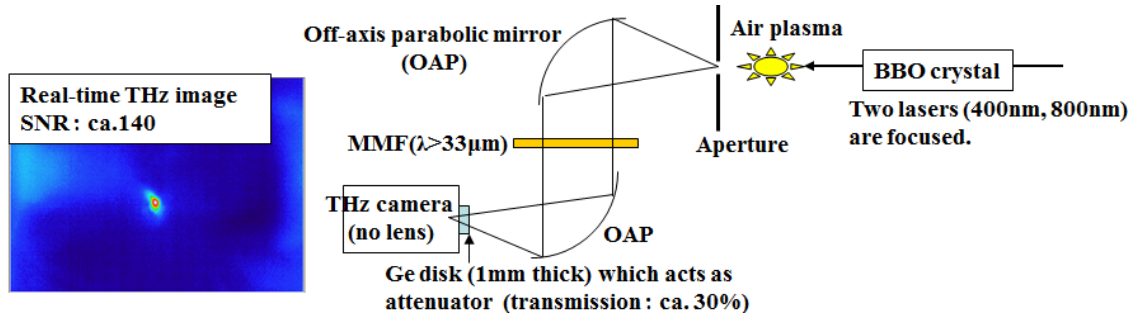 Real-time THz image
SNR : ca.140
Off-axis parabolic mirror
(OAP)
Air plasma
BBO crystal
Two lasers (400nm, 800nm)
are focused.
Aperture
MMF(λ>33μm)
THz camera
(no lens)
OAP
Ge disk (1mm thick) which acts as
attenuator (transmission : ca. 30%)